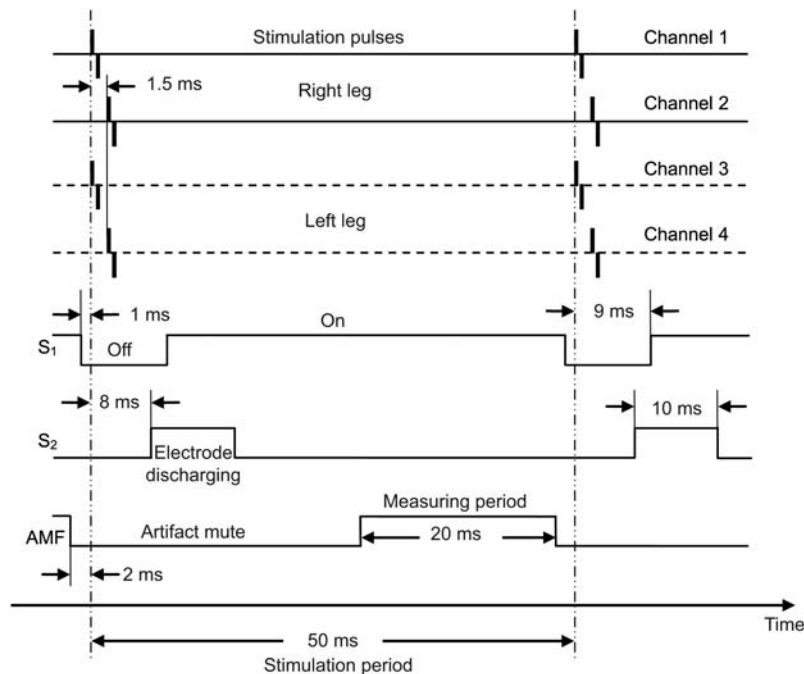 Stimulation pulses
Channel 1
1.5 ms
Right leg
Channel 2
Channel 3
Left leg
Channel 4
1 ms
On
9 ms
S₁
Off
8 ms
10 ms
S₂
Electrode
discharging
Measuring period
AMF
Artifact mute
20 ms
2 ms
Time
50 ms
Stimulation period